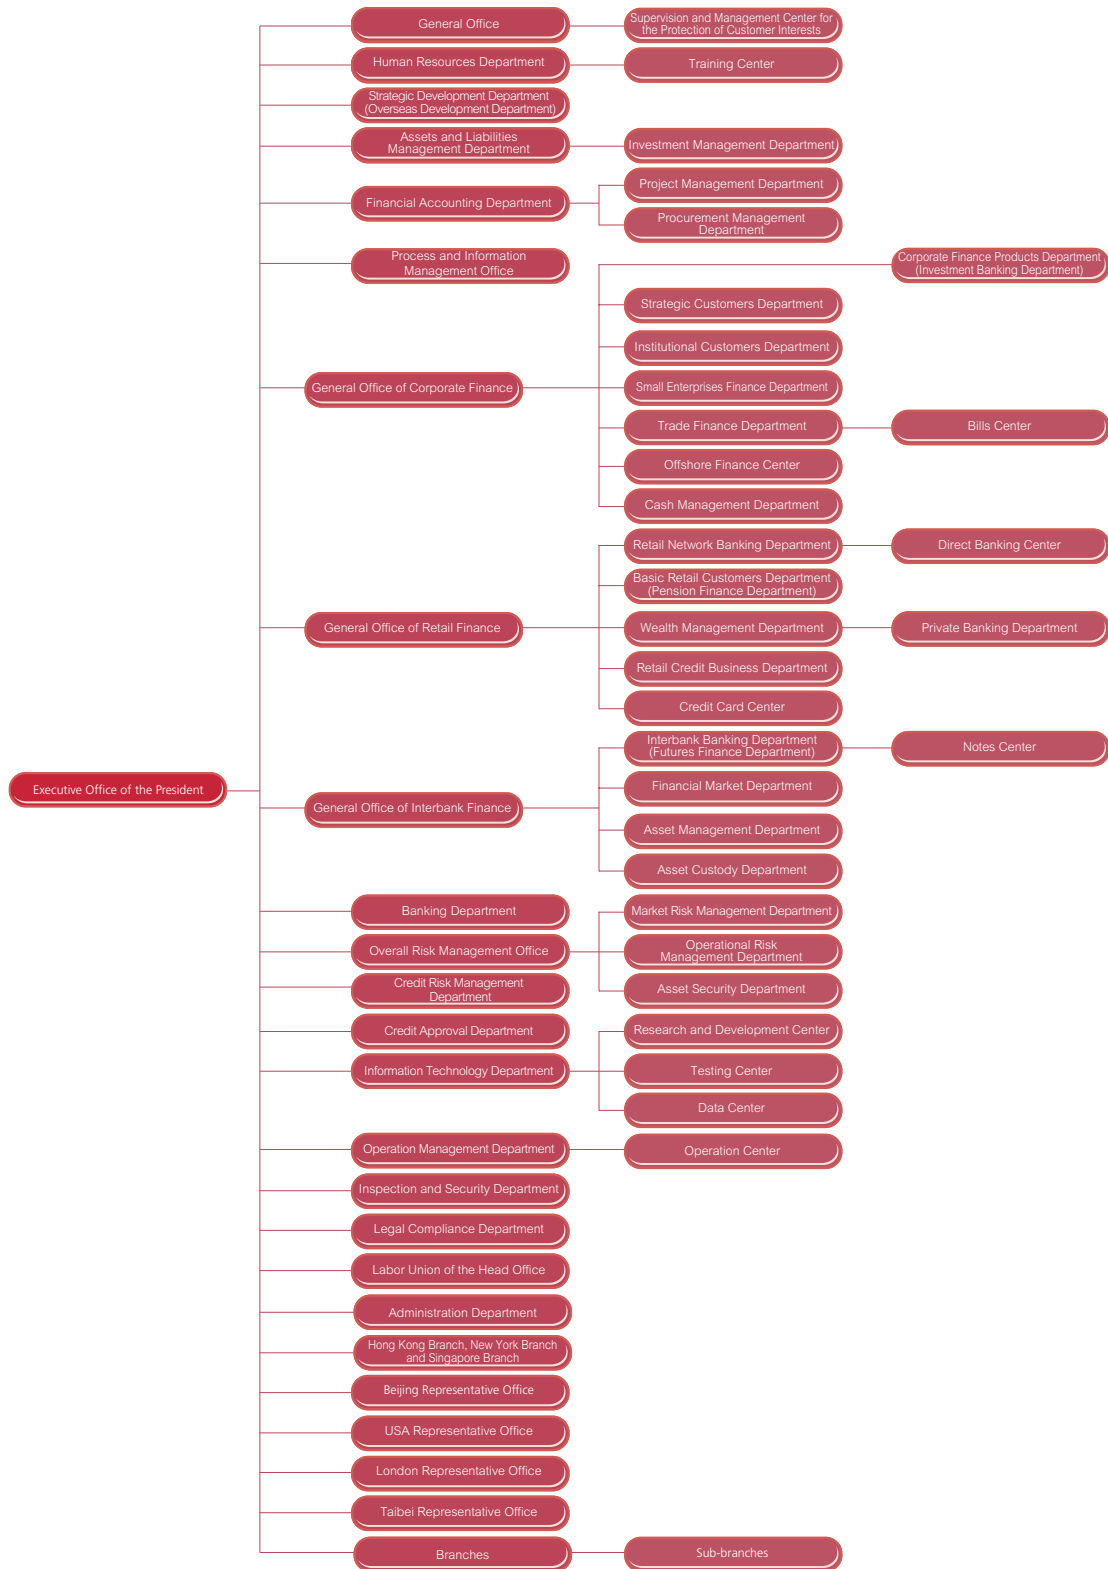 General Office
Supervision and Management Center for
the Protection of Customer Interests
Human Resources Department
Training Center
Strategic Development Department
(Overseas Development Department)
Assets and Liabilities
Management Department
Investment Management Department
Financial Accounting Department
Project Management Department
Procurement Management
Department
Process and Information
Management Office
Corporate Finance Products Department
(Investment Banking Department)
Strategic Customers Department
Institutional Customers Department
General Office of Corporate Finance
Small Enterprises Finance Department
Trade Finance Department
Bills Center
Offshore Finance Center
Cash Management Department
Retail Network Banking Department
Direct Banking Center
Basic Retail Customers Department
(Pension Finance Department)
General Office of Retail Finance
Wealth Management Department
Private Banking Department
Retail Credit Business Department
Credit Card Center
Interbank Banking Department
(Futures Finance Department)
Notes Center
Executive Office of the President
Financial Market Department
General Office of Interbank Finance
Asset Management Department
Asset Custody Department
Banking Department
Market Risk Management Department
Overall Risk Management Office
Operational Risk
Management Department
Credit Risk Management
Department
Asset Security Department
Credit Approval Department
Research and Development Center
Information Technology Department
Testing Center
Data Center
Operation Management Department
Operation Center
Inspection and Security Department
Legal Compliance Department
Labor Union of the Head Office
Administration Department
Hong Kong Branch, New York Branch
and Singapore Branch
Beijing Representative Office
USA Representative Office
London Representative Office
Taibei Representative Office
Branches
Sub-branches